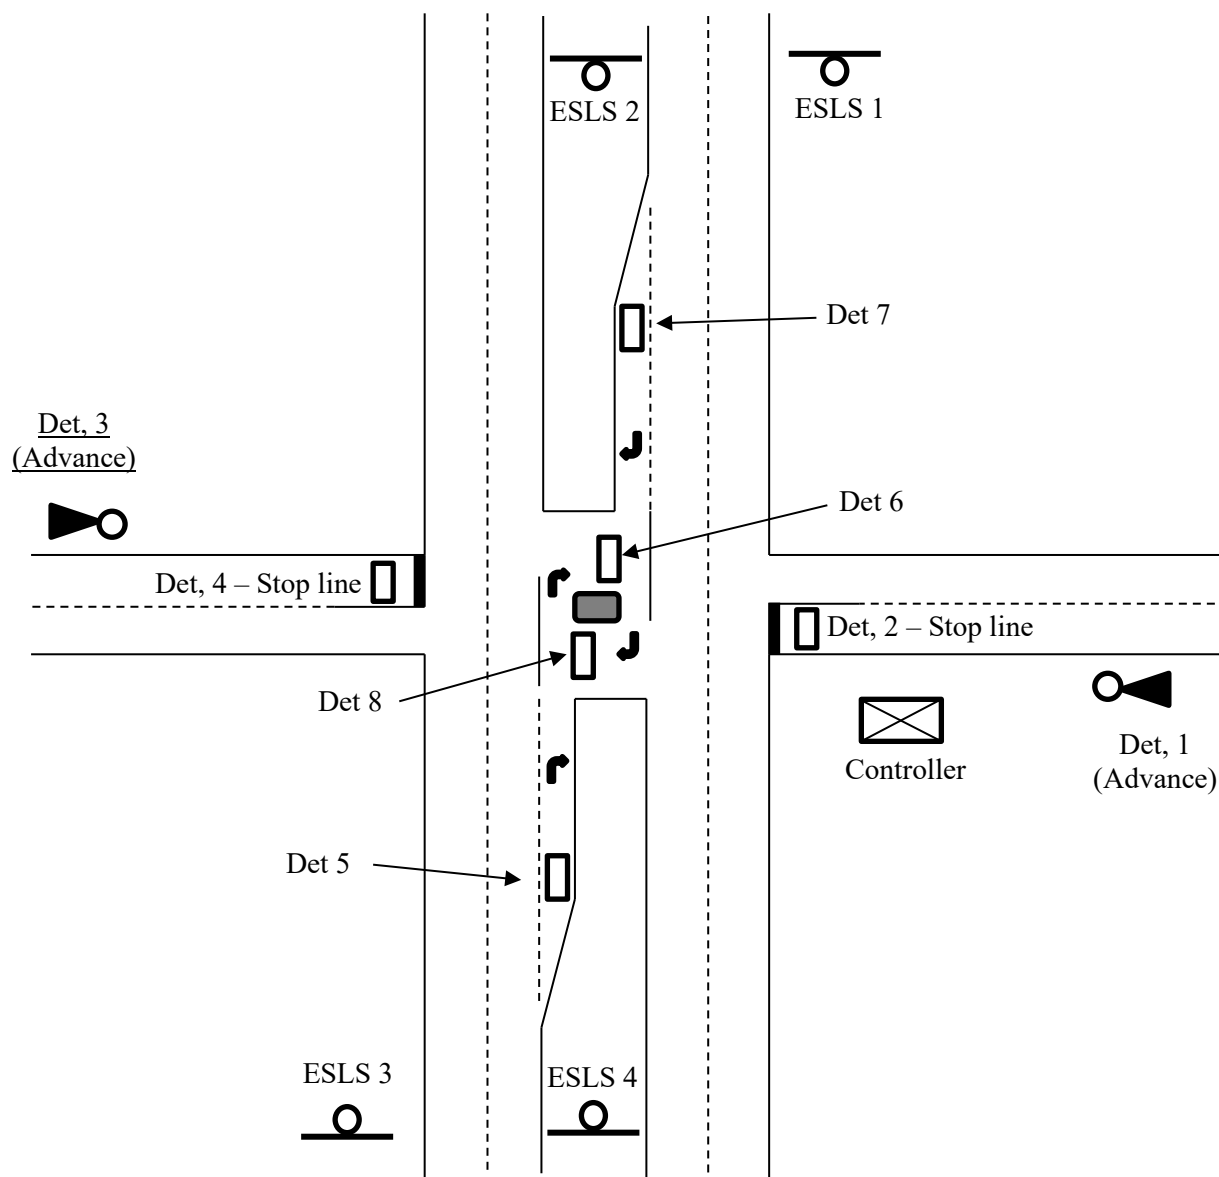 ESLS 2
ESLS 1
Det 7
Det, 3
(Advance)
Det 6
Det, 4 – Stop line
Det, 2 – Stop line
Det 8
Det, 1
(Advance)
Controller
Det 5
ESLS 3
ESLS 4